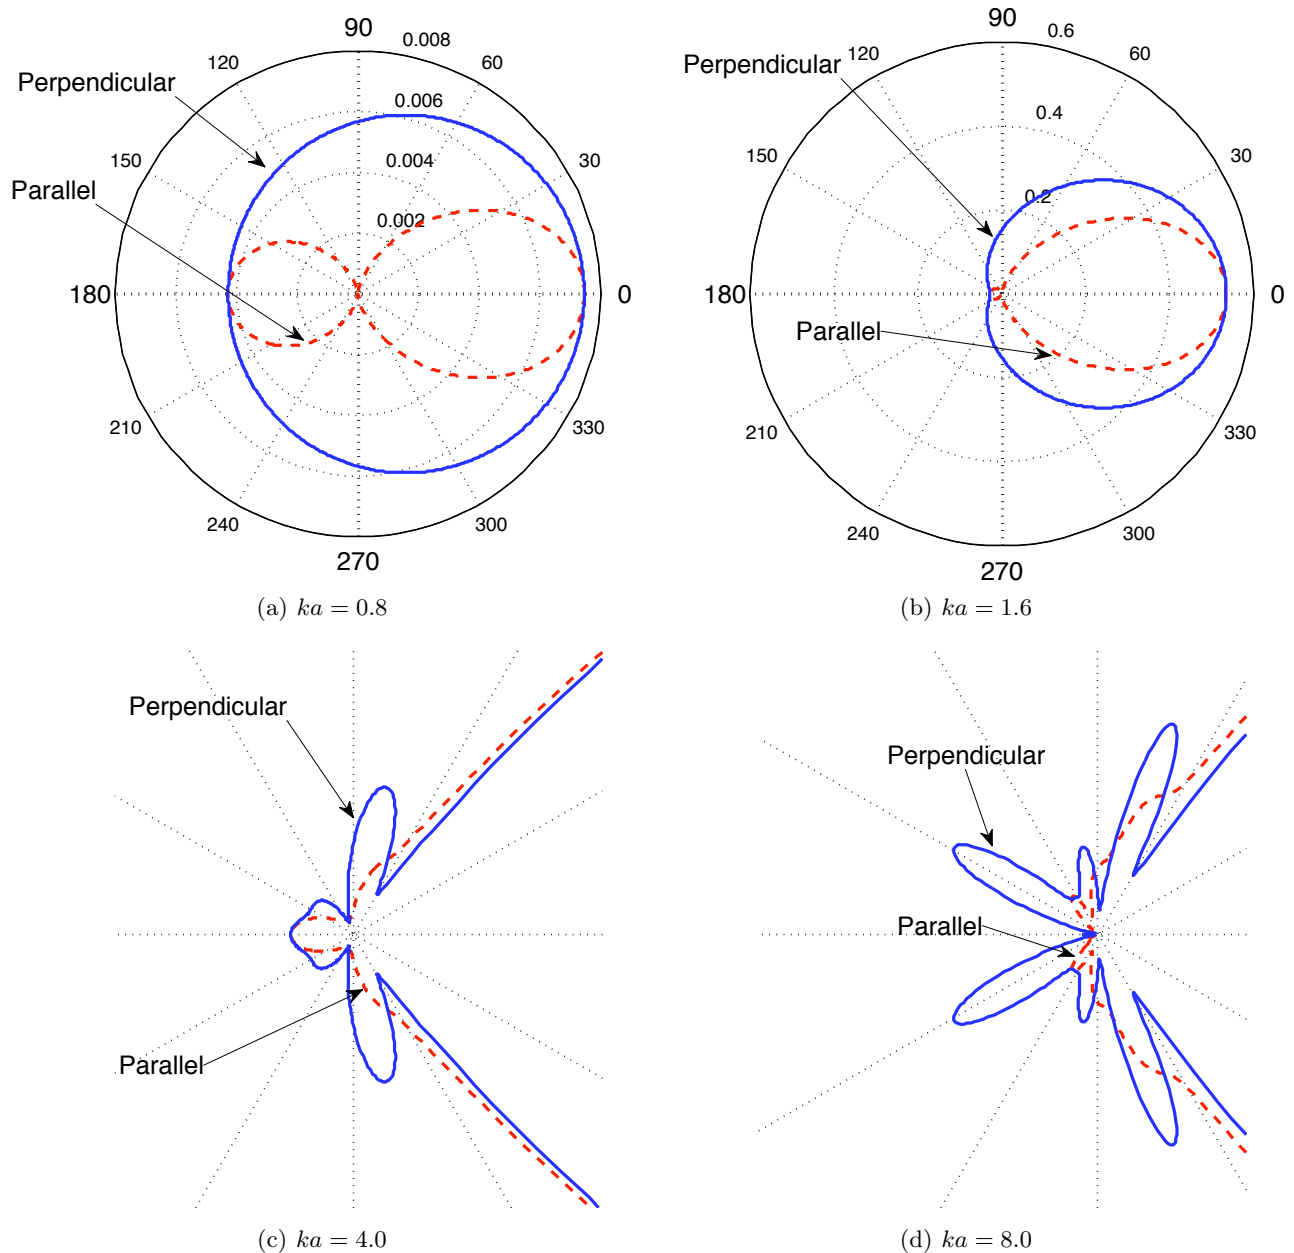 90
0.008
120
60
Perpendicular
0.006
150
30
0.004
Parallel
0.002
180
0
210
330
240
300
270
(a) ka = 0.8
90
0.6
120
60
Perpendicular
0.4
150
30
0.2
180
0
Parallel
210
330
240
300
270
(b) ka = 1.6
Perpendicular
Parallel
(c) ka = 4.0
Perpendicular
Parallel
(d) ka = 8.0